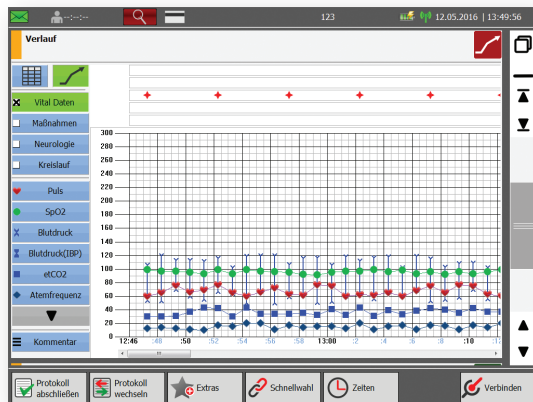 --:--:--
123
12.05.2016 | 13:49:56
Verlauf
Vital Daten
Maßnahmen
Neurologie
Kreislauf
Puls
SpO2
Blutdruck
Blutdruck(IBP)
etCO2
Atemfrequenz
Kommentar
300
280
260
240
220
200
180
160
140
120
100
80
60
40
20
0
12:46 :48 :50 :52 :54 :56 :58 13:00 :2 :4 :6 :8 :10 :12
Protokoll abschließen
Protokoll wechseln
Extras
Schnellwahl
Zeiten
Verbinden